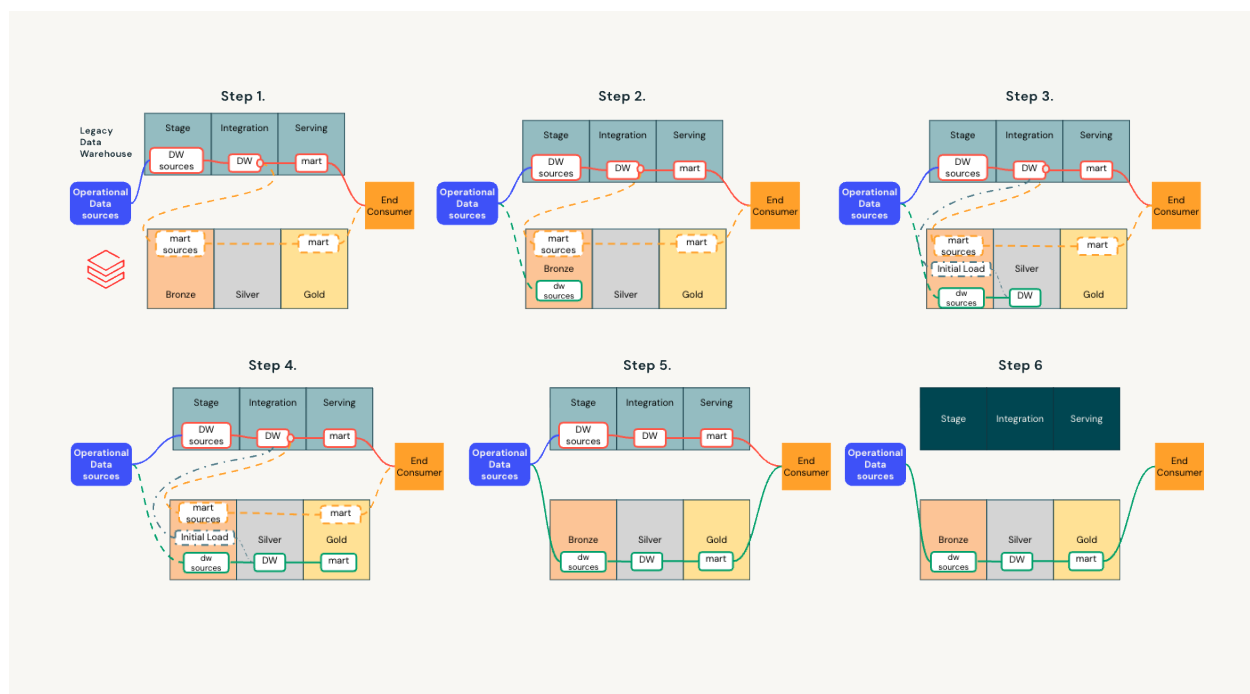 Step 1.
Legacy
Data
Warehouse
Stage
Integration
Serving
DW
sources
DW
mart
Operational
Data
sources
End
Consumer
mart
sources
mart
Bronze
Silver
Gold
Step 2.
Stage
Integration
Serving
DW
sources
DW
mart
Operational
Data
sources
End
Consumer
mart
sources
mart
Bronze
dw
sources
Silver
Gold
Step 3.
Stage
Integration
Serving
DW
sources
DW
mart
Operational
Data
sources
End
Consumer
mart
sources
mart
Initial Load
Silver
dw
sources
DW
Gold
Step 4.
Stage
Integration
Serving
DW
sources
DW
mart
Operational
Data
sources
End
Consumer
mart
sources
mart
Initial Load
Silver
Gold
dw
sources
DW
mart
Step 5.
Stage
Integration
Serving
DW
sources
DW
mart
Operational
Data
sources
End
Consumer
Bronze
Silver
Gold
dw
sources
DW
mart
Step 6
Stage
Integration
Serving
Operational
Data
sources
End
Consumer
Bronze
Silver
Gold
dw
sources
DW
mart